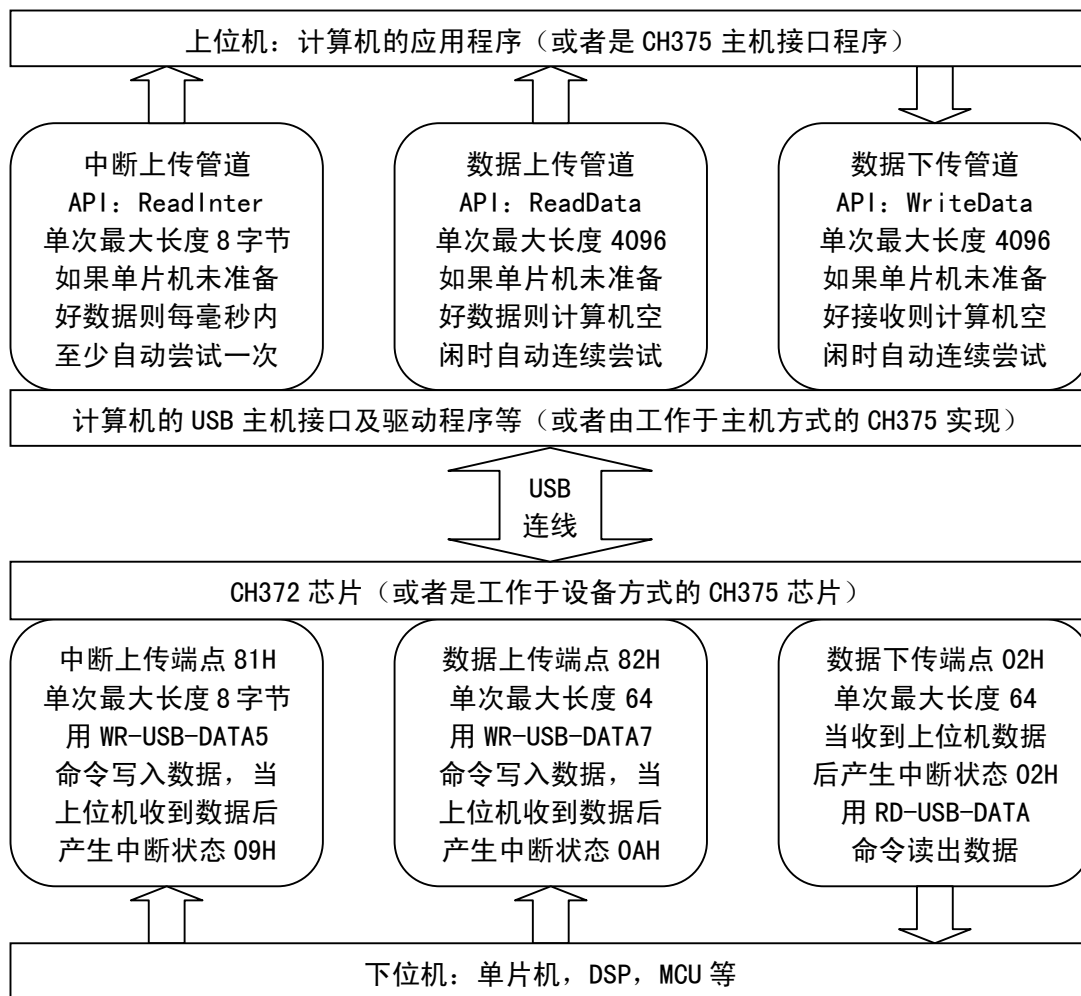 上位机：计算机的应用程序（或者是 CH375 主机接口程序）
中断上传管道
API：ReadInter
单次最大长度 8 字节
如果单片机未准备
好数据则每毫秒内
至少自动尝试一次
数据上传管道
API：ReadData
单次最大长度 4096
如果单片机未准备
好数据则计算机空
闲时自动连续尝试
数据下传管道
API：WriteData
单次最大长度 4096
如果单片机未准备
好接收则计算机空
闲时自动连续尝试
计算机的 USB 主机接口及驱动程序等（或者由工作于主机方式的 CH375 实现）
USB
连线
CH372 芯片（或者是工作于设备方式的 CH375 芯片）
中断上传端点 81H
单次最大长度 8 字节
用 WR-USB-DATA5
命令写入数据，当
上位机收到数据后
产生中断状态 09H
数据上传端点 82H
单次最大长度 64
用 WR-USB-DATA7
命令写入数据，当
上位机收到数据后
产生中断状态 0AH
数据下传端点 02H
单次最大长度 64
当收到上位机数据
后产生中断状态 02H
用 RD-USB-DATA
命令读出数据
下位机：单片机，DSP，MCU 等